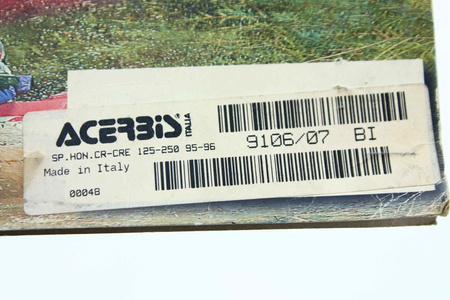 ACERBIS ITALIA
SP.HON.CR-CRE 125-250 95-96
9106/07 BI
Made in Italy
00048